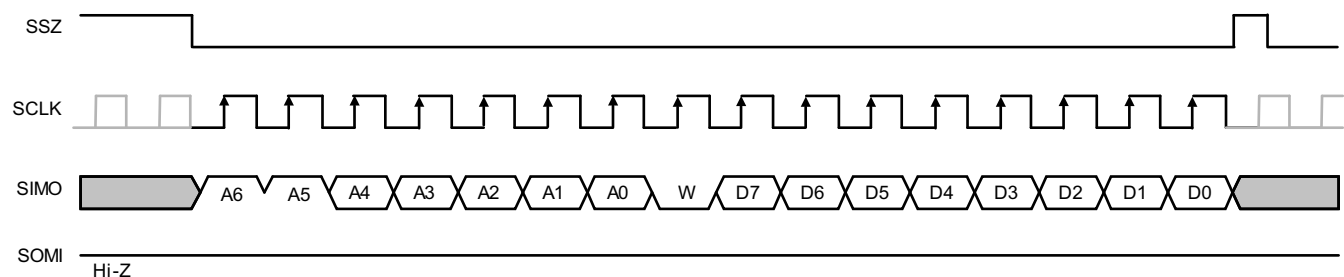 SSZ
SCLK
SIMO A6 A5 A4 A3 A2 A1 A0 W D7 D6 D5 D4 D3 D2 D1 D0
SOMI
Hi-Z